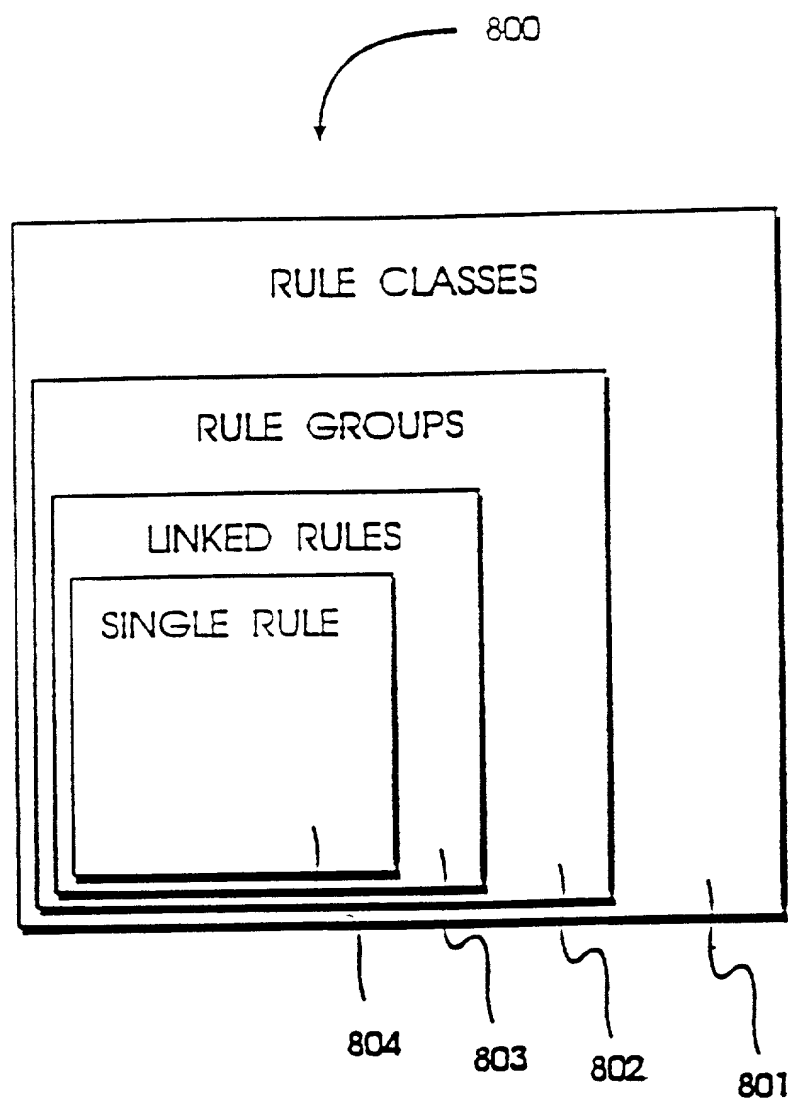 800
RULE CLASSES
RULE GROUPS
LINKED RULES
SINGLE RULE
804
803
802
801